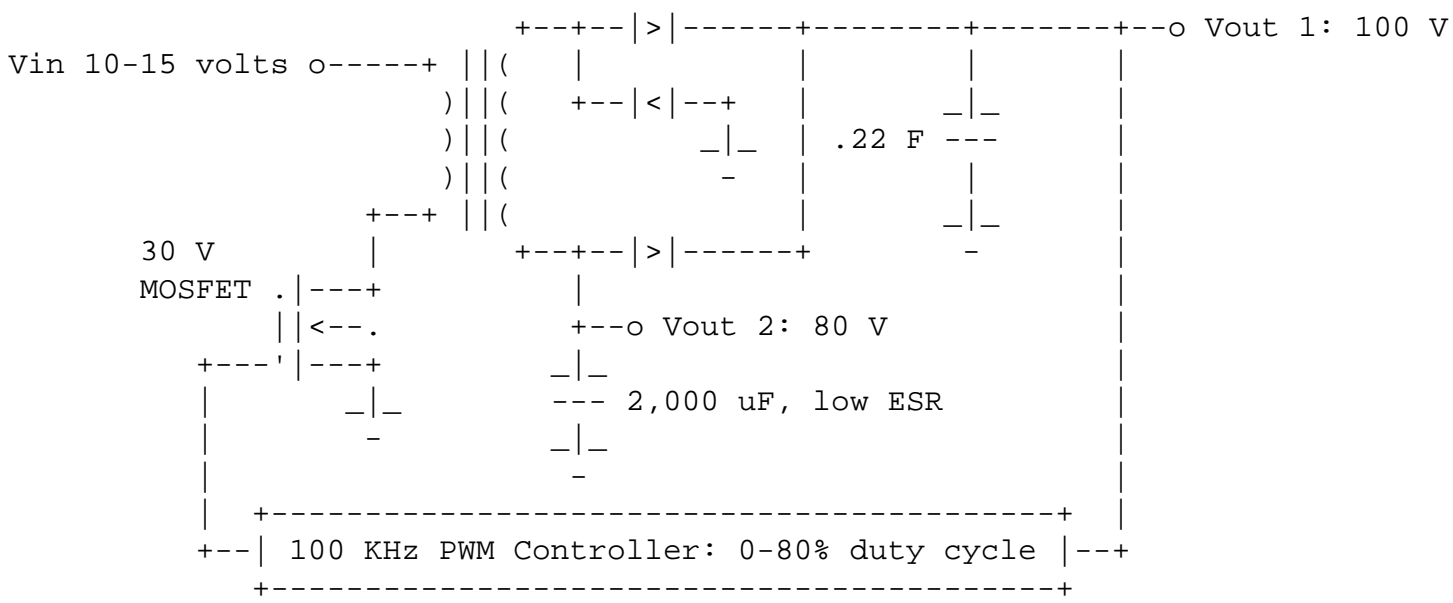 Vout 1: 100 V
Vin 10-15 volts
.22 F
30 V
MOSFET
Vout 2: 80 V
2,000 uF, low ESR
100 KHz PWM Controller: 0-80% duty cycle